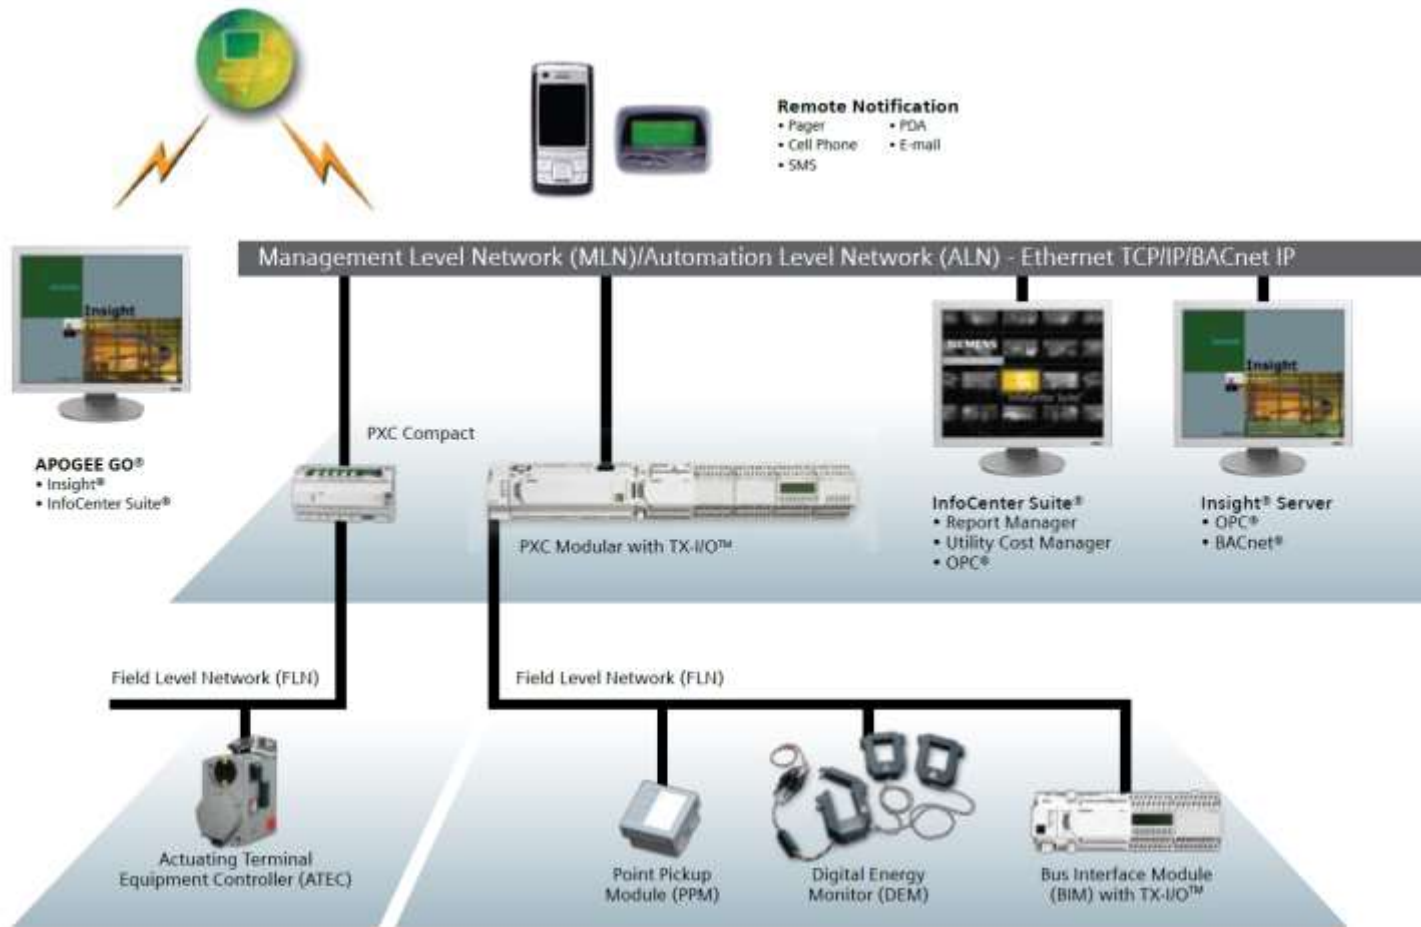 Remote Notification
• Pager
• PDA
• Cell Phone
• E-mail
• SMS
Management Level Network (MLN)/Automation Level Network (ALN) - Ethernet TCP/IP/BACnet IP
Insight
SIEMENS
InfoCenter Suite
Insight
PXC Compact
APOGEE GO®
• Insight®
• InfoCenter Suite®
PXC Modular with TX-I/O™
InfoCenter Suite®
• Report Manager
• Utility Cost Manager
• OPC®
Insight® Server
• OPC®
• BACnet®
Field Level Network (FLN)
Field Level Network (FLN)
Actuating Terminal
Equipment Controller (ATEC)
Point Pickup
Module (PPM)
Digital Energy
Monitor (DEM)
Bus Interface Module
(BIM) with TX-I/O™